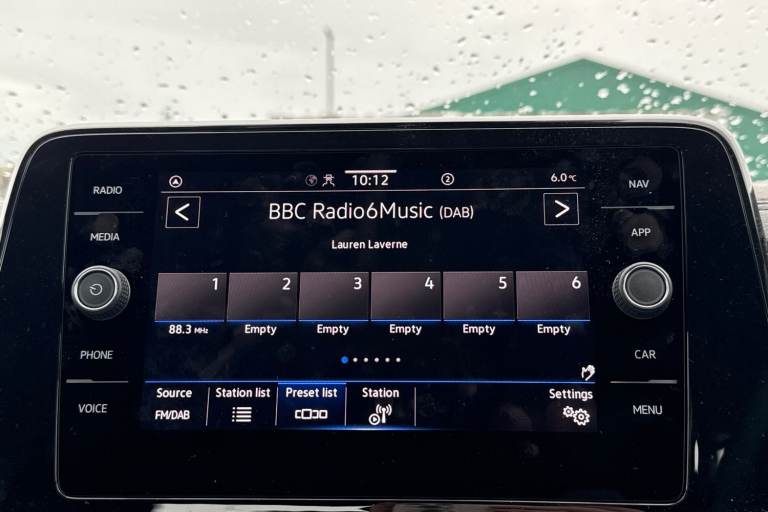 RADIO
MEDIA
PHONE
VOICE
10:12
2
6.0 °C
< BBC Radio6Music (DAB) >
Lauren Laverne
1 2 3 4 5 6
88.3 MHz Empty Empty Empty Empty Empty
Source Station list Preset list Station Settings
FM/DAB
NAV
APP
CAR
MENU